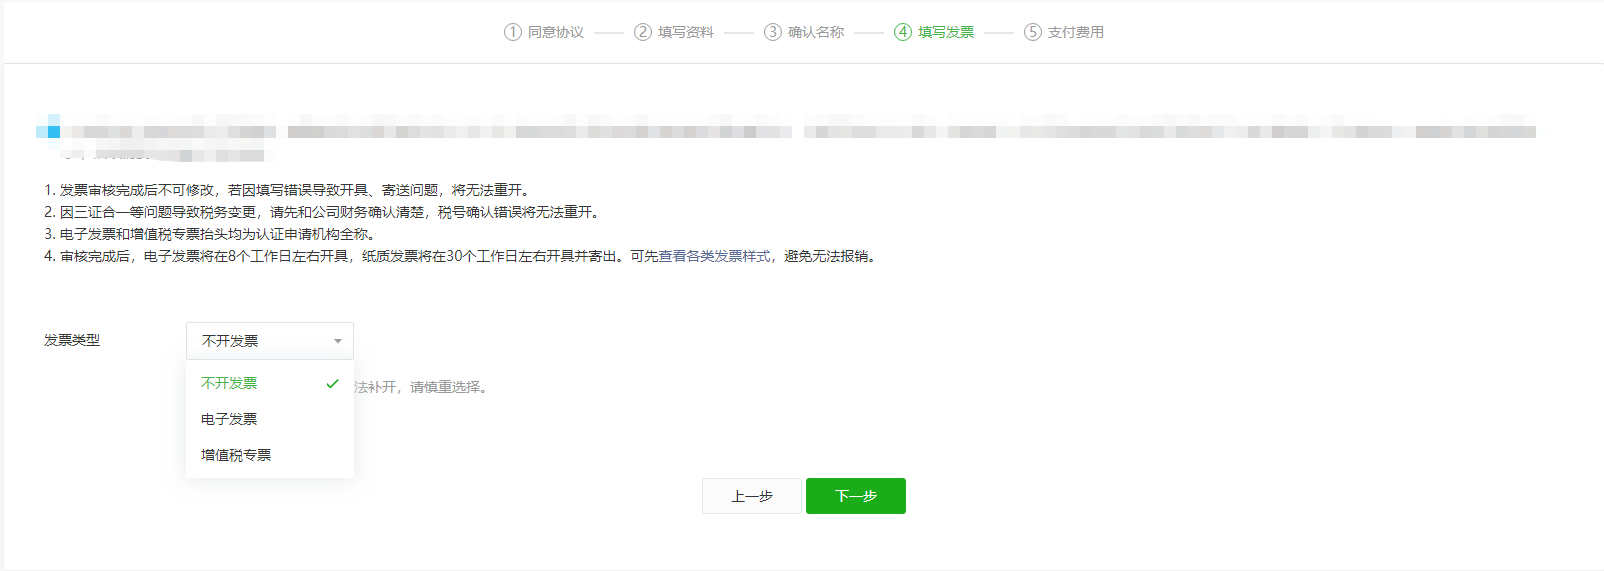 1 同意协议 2 填写资料 3 确认名称 4 填写发票 5 支付费用
1. 发票审核完成后不可修改，若因填写错误导致开具、寄送问题，将无法重开。
2. 因三证合一等问题导致税务变更，请先和公司财务确认清楚，税号确认错误将无法重开。
3. 电子发票和增值税专票抬头均为认证申请机构全称。
4. 审核完成后，电子发票将在8个工作日左右开具，纸质发票将在30个工作日左右开具并寄出。可先查看各类发票样式，避免无法报销。
发票类型 不开发票
不开发票
法补开，请慎重选择。
电子发票
增值税专票
上一步 下一步